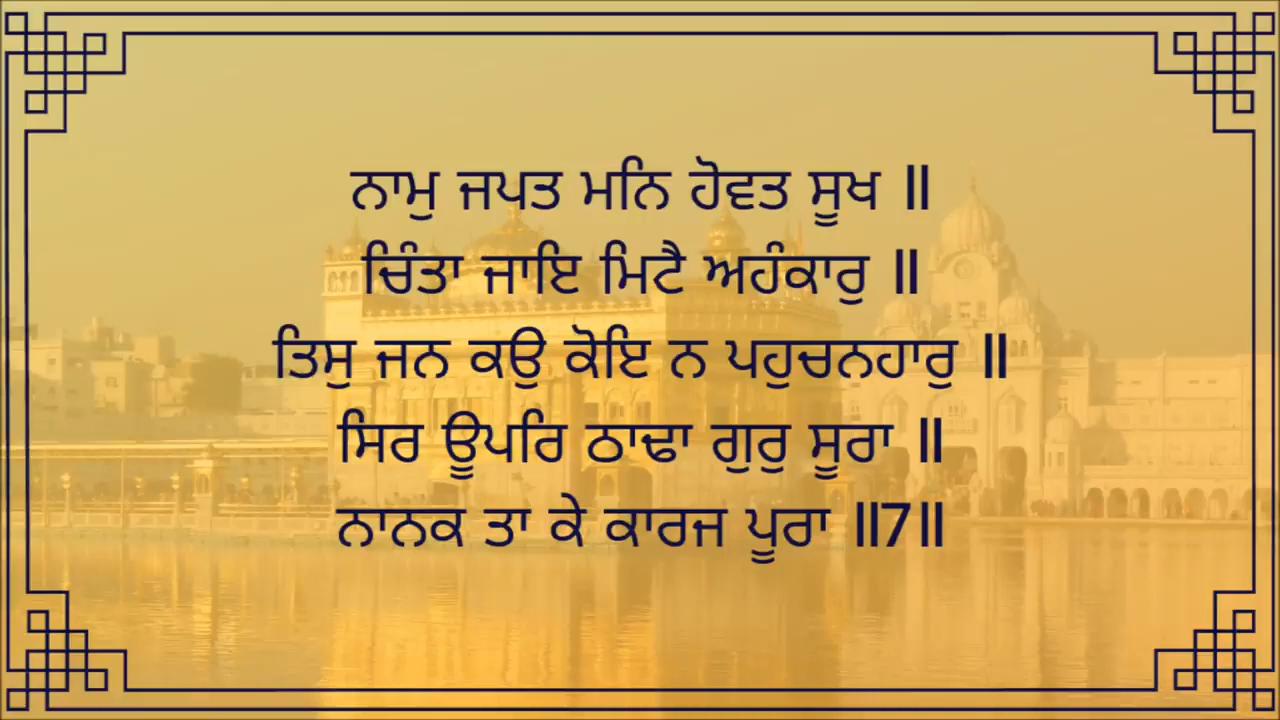 ਨਾਮੁ ਜਪਤ ਮਨਿ ਹੋਵਤ ਸੂਖ ॥
ਚਿੰਤਾ ਜਾਇ ਮਿਟੈ ਅਹੰਕਾਰੁ ॥
ਤਿਸੁ ਜਨ ਕਉ ਕੋਇ ਨ ਪਹੁਚਨਹਾਰੁ ॥
ਸਿਰ ਊਪਰਿ ਠਾਢਾ ਗੁਰੁ ਸੂਰਾ ॥
ਨਾਨਕ ਤਾ ਕੇ ਕਾਰਜ ਪੂਰਾ ॥7॥